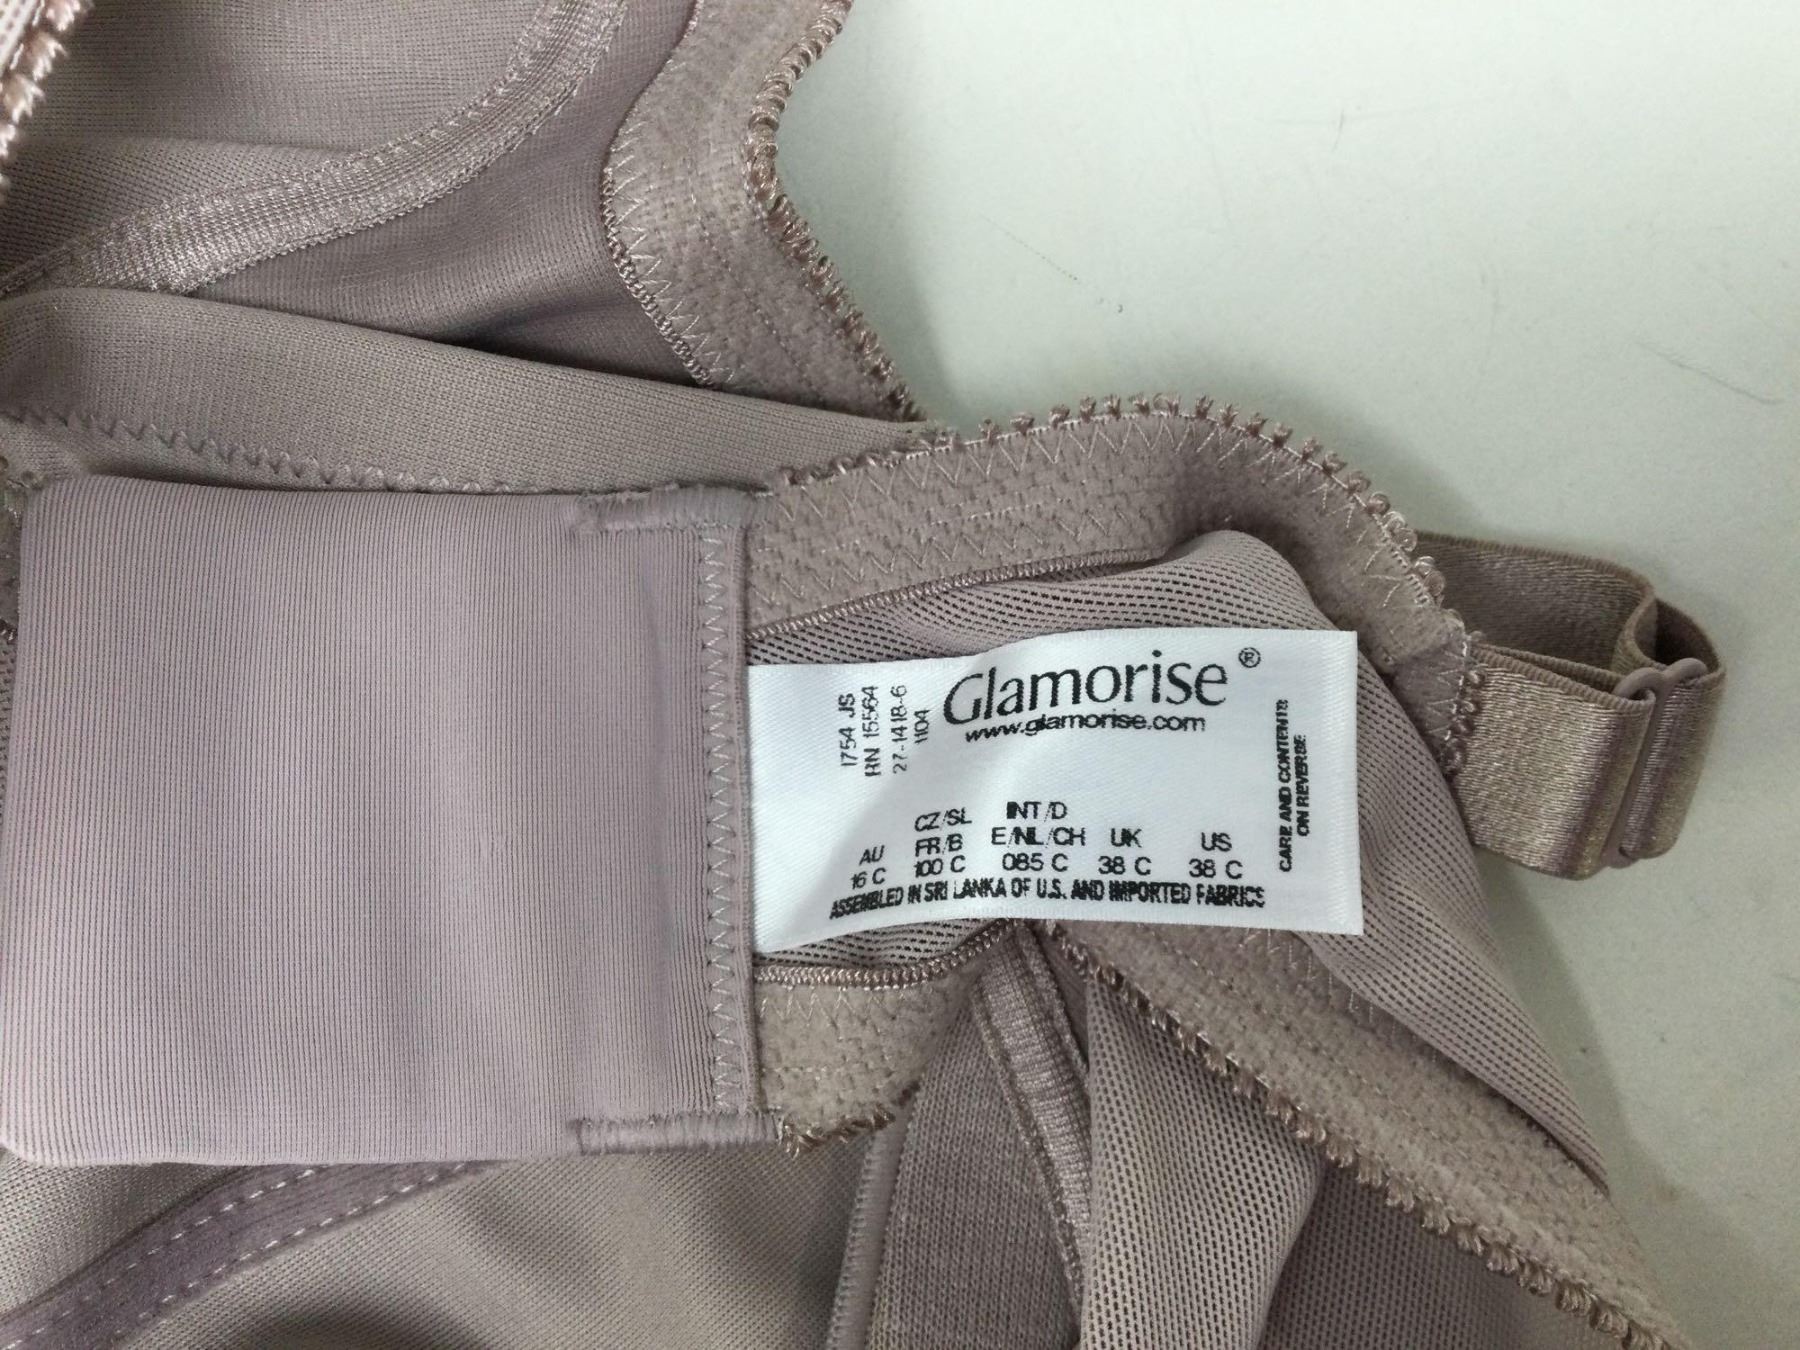 Glamorise®
www.glamorise.com
1754 JS
RN 15564
27-1418-6
1104
CZ/SL INT/D
AU FR/B E/NL/CH UK US
16 C 100 C 085 C 38 C 38 C
ASSEMBLED IN SRI LANKA OF U.S. AND IMPORTED FABRICS
CARE AND CONTENTS
ON REVERSE